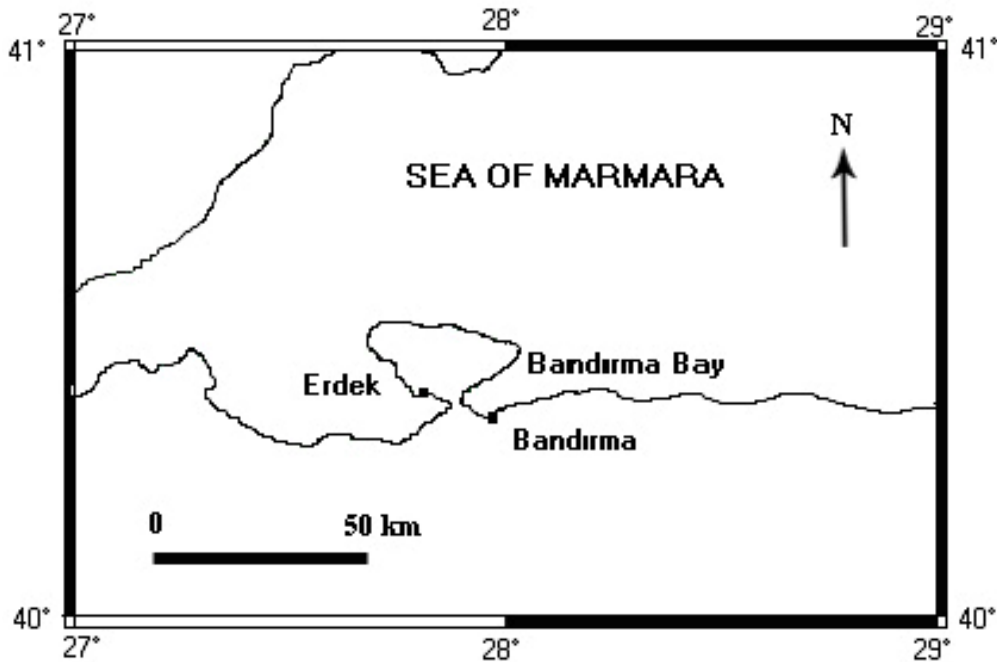 27° 28° 29°
41° 41°
N
SEA OF MARMARA
Bandırma Bay
Erdek
Bandırma
0 50 km
40° 40°
27° 28° 29°